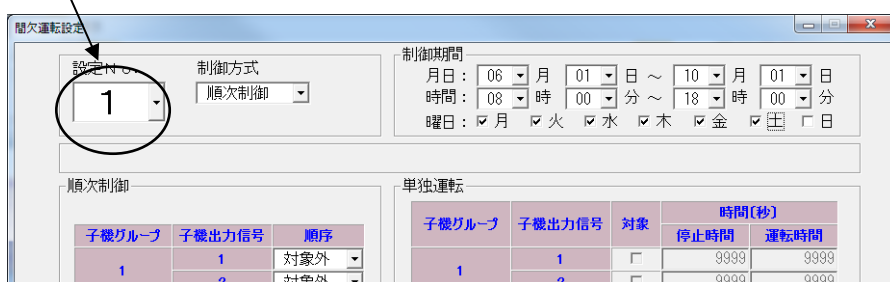 間欠運転設定
設定No.
1
制御方式
順次制御
制御期間
月日: 06 月 01 日 ~ 10 月 01 日
時間: 08 時 00 分 ~ 18 時 00 分
曜日: 月 火 水 木 金 土 日
順次制御
子機グループ 子機出力信号 順序
1 1 対象外
2 対象外
単独運転
子機グループ 子機出力信号 対象 時間(秒)
停止時間 運転時間
1 1 9999 9999
2 9999 9999